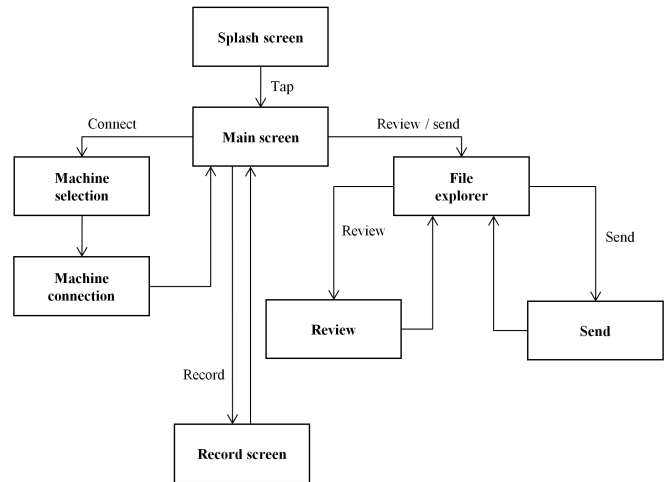 Splash screen
Tap
Connect
Main screen
Review / send
Machine
selection
File
explorer
Review
Send
Machine
connection
Review
Send
Record
Record screen